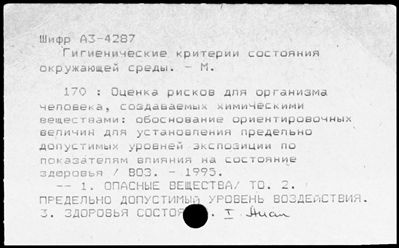 Шифр А3-4287
Гигиенические критерии состояния
окружающей среды. - М.
170 : Оценка рисков для организма
человека, создаваемых химическими
веществами: обоснование ориентировочных
величин для установления предельно
допустимых уровней экспозиции по
показателям влияния на состояние
здоровья / ВОЗ. - 1995.
-- 1. ОПАСНЫЕ ВЕЩЕСТВА/ ТО. 2.
ПРЕДЕЛЬНО ДОПУСТИМЫЙ УРОВЕНЬ ВОЗДЕЙСТВИЯ.
3. ЗДОРОВЬЯ СОСТОЯ . I